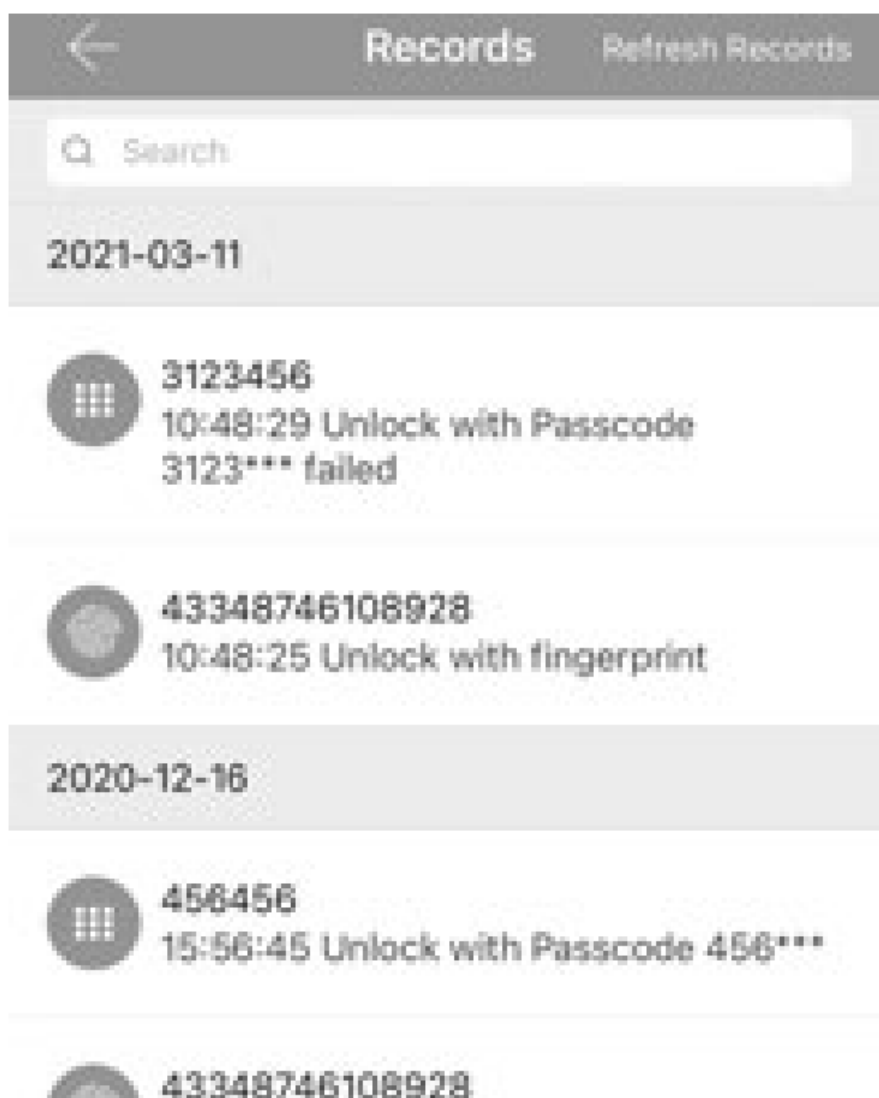 Records
Refresh Records
Search
2021-03-11
3123456
10:48:29 Unlock with Passcode
3123*** failed
43348746108928
10:48:25 Unlock with fingerprint
2020-12-16
456456
15:56:45 Unlock with Passcode 456***
43348746108928